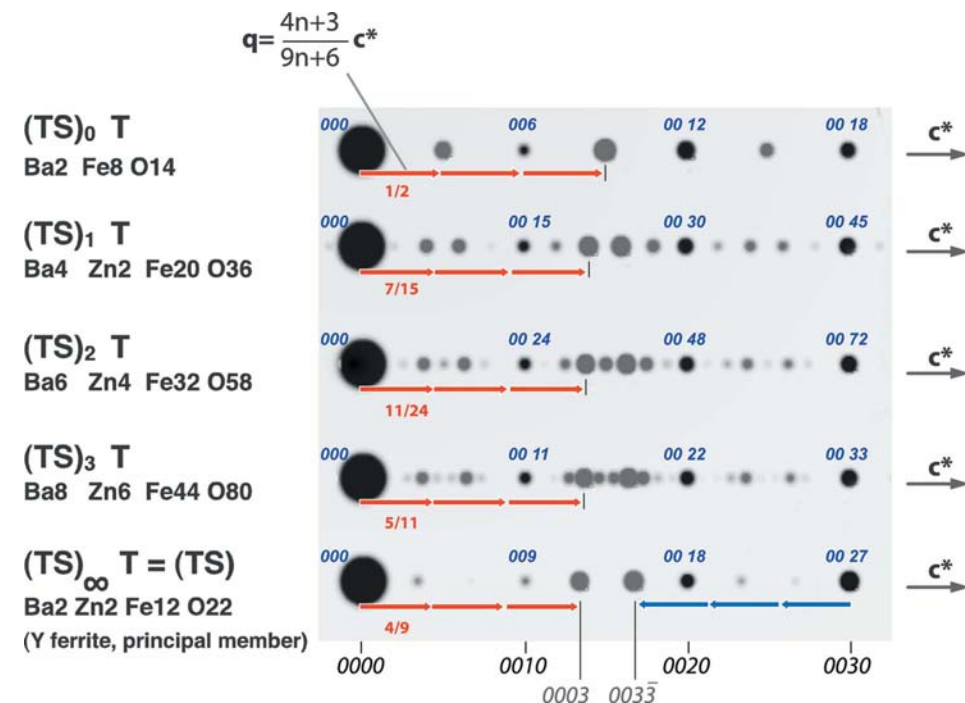 q= 4n+3 c*
9n+6
(TS)₀ T
Ba2 Fe8 O14
000 006 00 12 00 18 c*
1/2
(TS)₁ T
Ba4 Zn2 Fe20 O36
000 00 15 00 30 00 45 c*
7/15
(TS)₂ T
Ba6 Zn4 Fe32 O58
000 00 24 00 48 00 72 c*
11/24
(TS)₃ T
Ba8 Zn6 Fe44 O80
000 00 11 00 22 00 33 c*
5/11
(TS)∞ T = (TS)
Ba2 Zn2 Fe12 O22
(Y ferrite, principal member)
000 009 00 18 00 27 c*
4/9
0000 0010 0020 0030
0003 0033̅